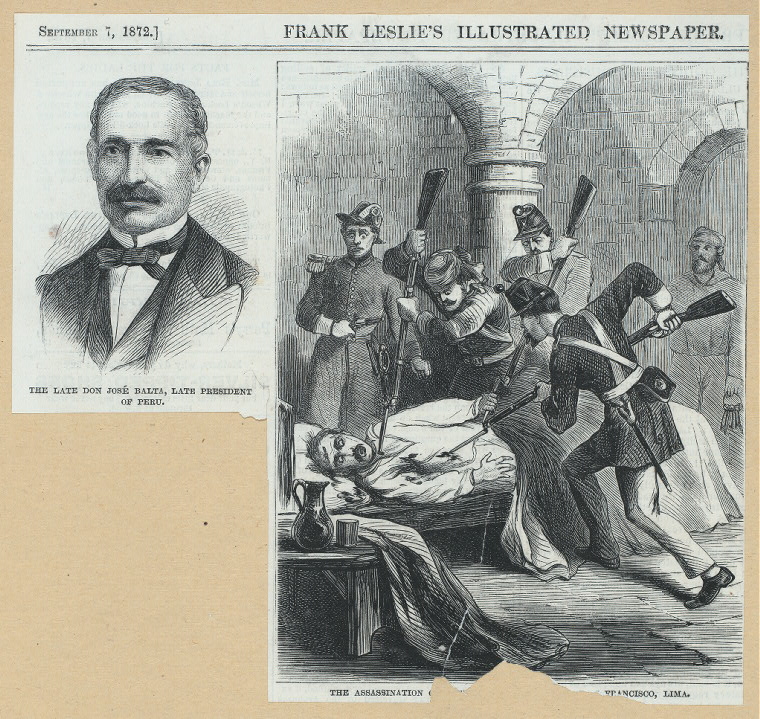 September 7, 1872.]
FRANK LESLIE'S ILLUSTRATED NEWSPAPER.
THE LATE DON JOSÉ BALTA, LATE PRESIDENT
OF PERU.
THE ASSASSINATION FRANCISCO, LIMA.